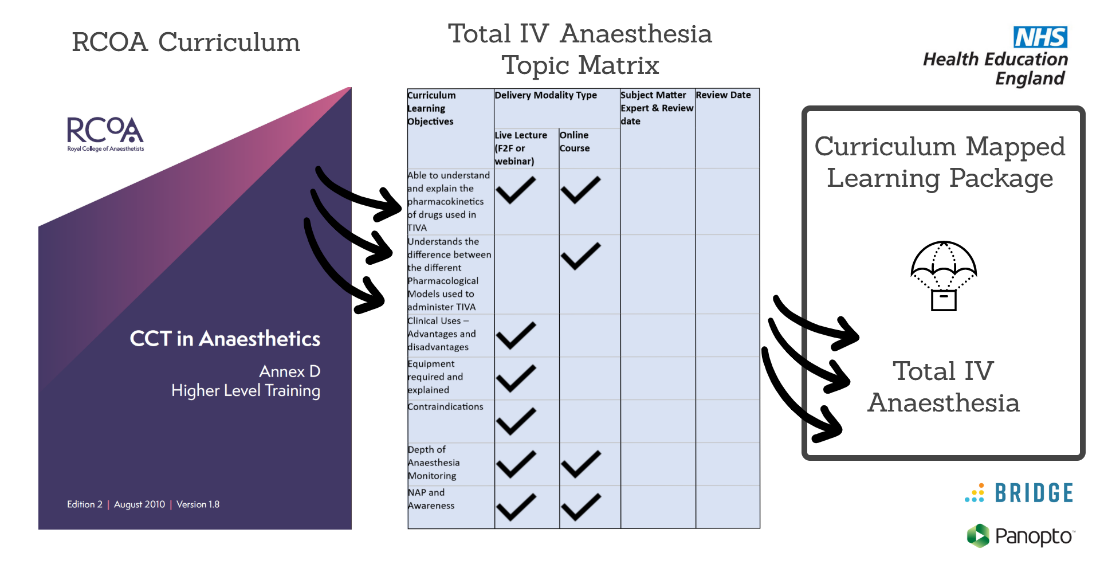 RCOA Curriculum
Total IV Anaesthesia
Topic Matrix
NHS
Health Education
England
RCOA
Royal College of Anaesthetists
CCT in Anaesthetics
Annex D
Higher Level Training
Edition 2 | August 2010 | Version 1.8
Curriculum
Learning
Objectives
Delivery Modality Type
Subject Matter
Expert & Review
date
Review Date
Live Lecture
(F2F or
webinar)
Online
Course
Able to understand
and explain the
pharmacokinetics
of drugs used in
TIVA
Understands the
difference between
the different
Pharmacological
Models used to
administer TIVA
Clinical Uses –
Advantages and
disadvantages
Equipment
required and
explained
Contraindications
Depth of
Anaesthesia
Monitoring
NAP and
Awareness
Curriculum Mapped
Learning Package
Total IV
Anaesthesia
BRIDGE
Panopto™